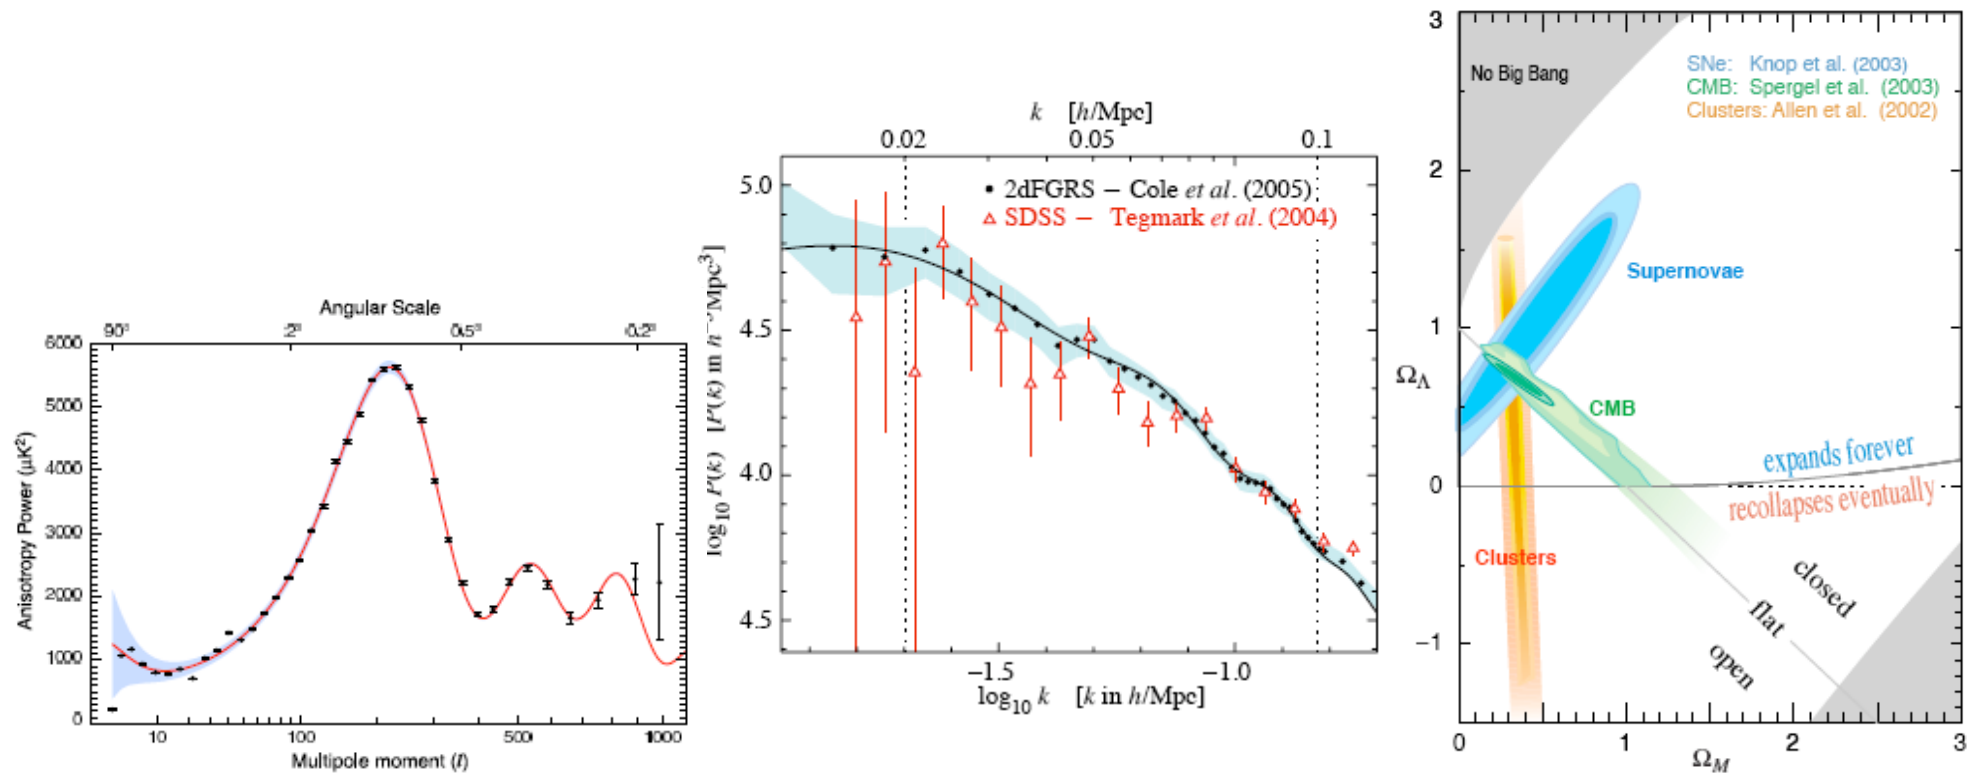 Angular Scale
90° 2° 0.5° 0.2°
6000
5000
4000
3000
2000
1000
0
Anisotropy Power (μK²)
10 100 500 1000
Multipole moment (l)
k [h/Mpc]
0.02 0.05 0.1
5.0
4.5
4.0
4.5
log₁₀ P(k) [P(k) in h⁻³Mpc³]
• 2dFGRS – Cole et al. (2005)
△ SDSS – Tegmark et al. (2004)
−1.5 −1.0
log₁₀ k [k in h/Mpc]
3
2
1
0
−1
Ω_Λ
No Big Bang
SNe: Knop et al. (2003)
CMB: Spergel et al. (2003)
Clusters: Allen et al. (2002)
Supernovae
CMB
expands forever
recollapses eventually
Clusters
closed
flat
open
0 1 2 3
Ω_M